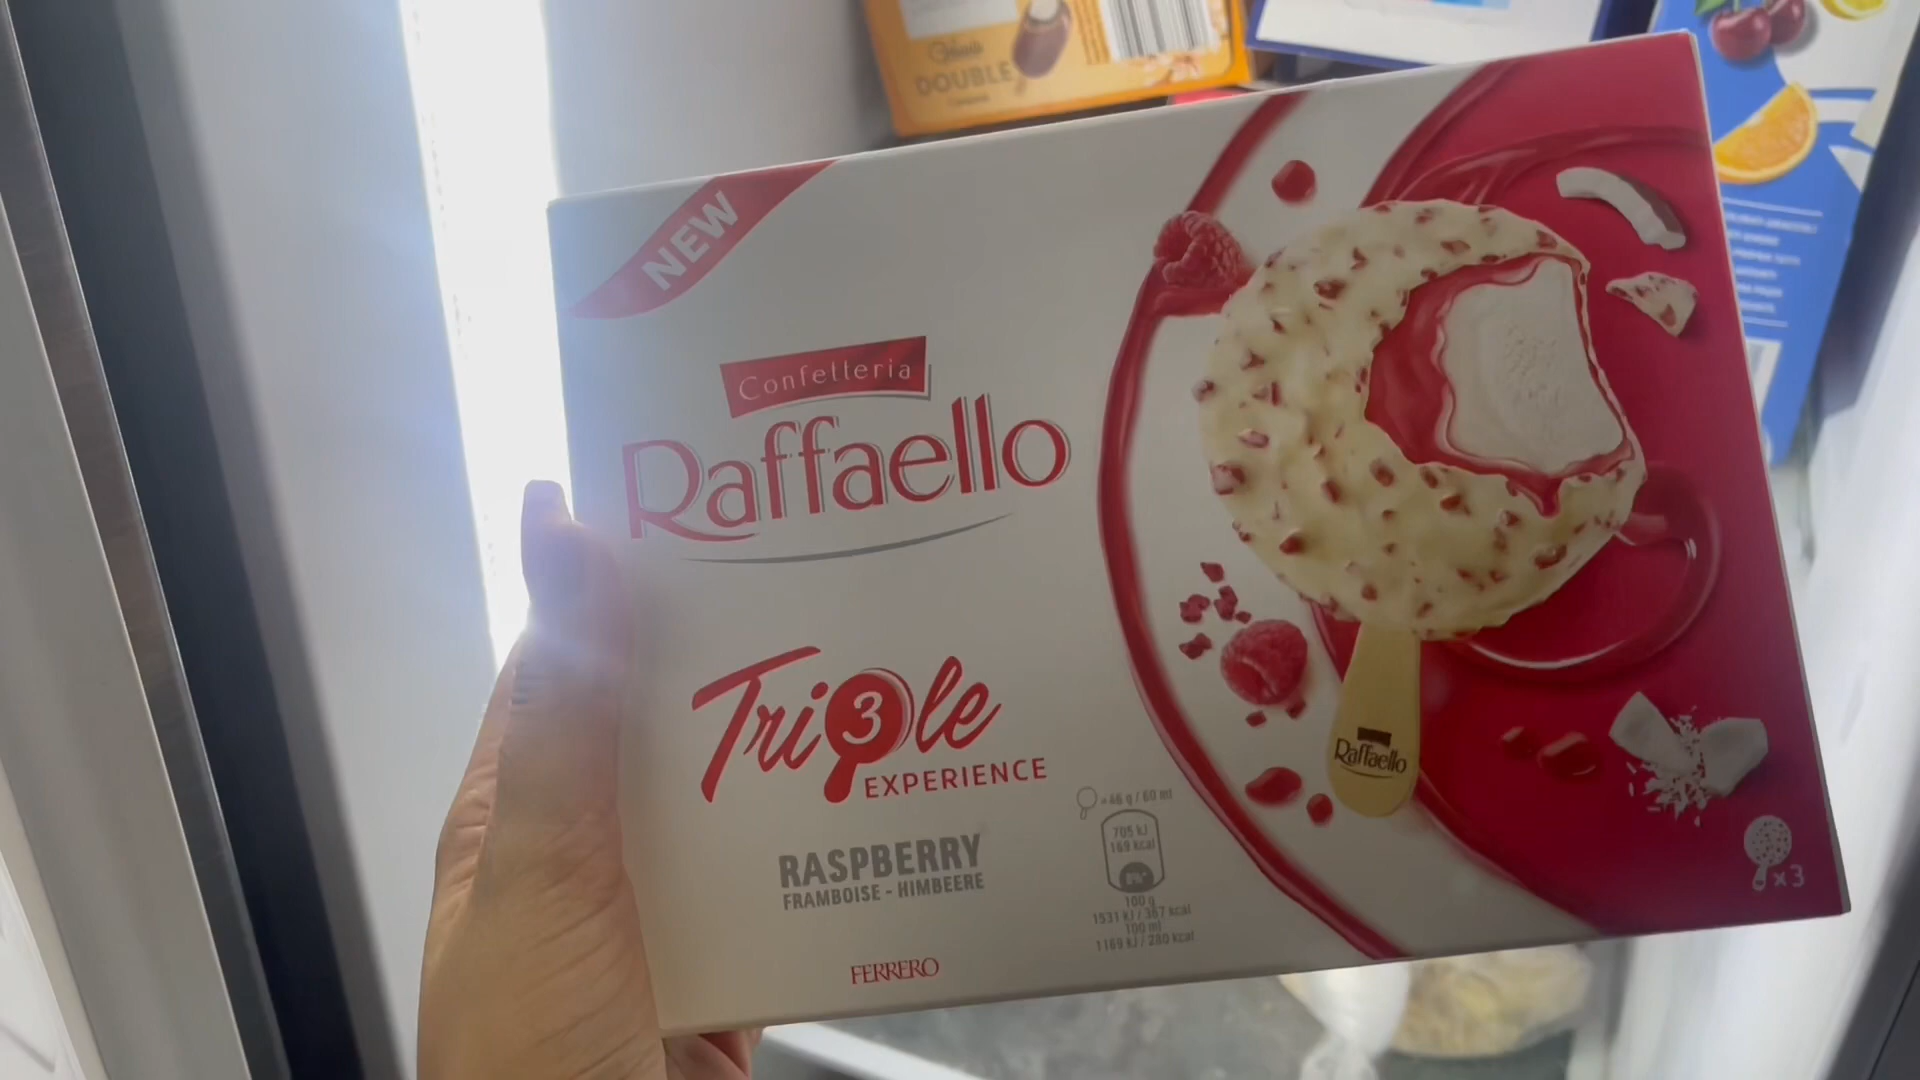 DOUBLE
NEW
Confetteria
Raffaello
Tri3le
EXPERIENCE
RASPBERRY
FRAMBOISE - HIMBEERE
FERRERO
=46 g / 60 ml
705 kJ
169 kcal
8%*
100 g
1531 kJ / 367 kcal
100 ml
1169 kJ / 280 kcal
Raffaello
x3